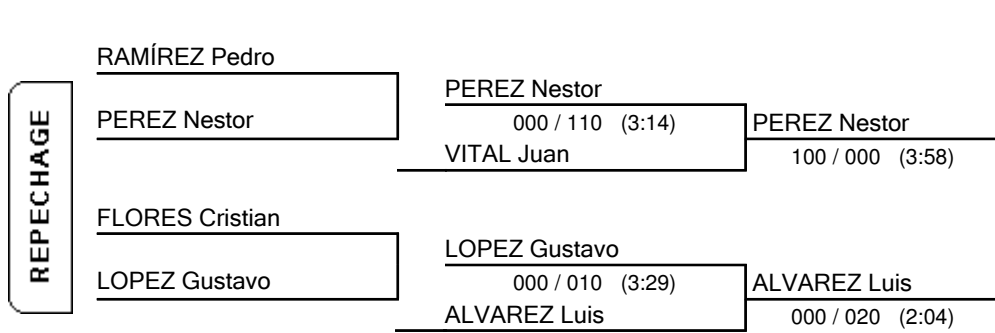 REPECHAGE
RAMÍREZ Pedro
PEREZ Nestor
PEREZ Nestor
000 / 110 (3:14)
VITAL Juan
PEREZ Nestor
100 / 000 (3:58)
FLORES Cristian
LOPEZ Gustavo
LOPEZ Gustavo
000 / 010 (3:29)
ALVAREZ Luis
ALVAREZ Luis
000 / 020 (2:04)